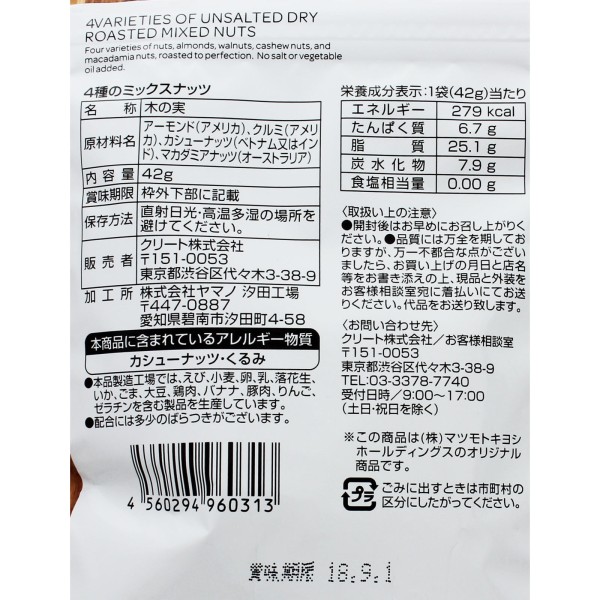 4VARIETIES OF UNSALTED DRY
ROASTED MIXED NUTS
Four varieties of nuts, almonds, walnuts, cashew nuts, and
macadamia nuts, roasted to perfection. No salt or vegetable
oil added.
4種のミックスナッツ
名称 木の実
原材料名 アーモンド(アメリカ)、クルミ(アメリ
カ)、カシューナッツ(ベトナム又はイン
ド)、マカダミアナッツ(オーストラリア)
内容量 42g
賞味期限 枠外下部に記載
保存方法 直射日光・高温多湿の場所を
避けてください。
販売者 クリート株式会社
〒151-0053
東京都渋谷区代々木3-38-9
加工所 株式会社ヤマノ 汐田工場
〒447-0887
愛知県碧南市汐田町4-58
本商品に含まれているアレルギー物質
カシューナッツ・くるみ
●本品製造工場では、えび、小麦、卵、乳、落花生、
いか、ごま、大豆、鶏肉、バナナ、豚肉、りんご、
ゼラチンを含む製品を生産しています。
●配合には多少のばらつきがございます。
4 560294 960313
栄養成分表示:1袋(42g)当たり
エネルギー 279 kcal
たんぱく質 6.7 g
脂質 25.1 g
炭水化物 7.9 g
食塩相当量 0.00 g
〈取扱い上の注意〉
●開封後はお早めにお召し上がりく
ださい。●品質には万全を期してお
りますが、万一不都合な点がござい
ましたら、お買い上げの月日と店名
等をお書き添えの上、現品と外装を
お客様相談室宛に着払いにてお送
りください。代品をお送り致します。
〈お問い合わせ先〉
クリート株式会社/お客様相談室
〒151-0053
東京都渋谷区代々木3-38-9
TEL:03-3378-7740
受付日時/9:00～17:00
(土日・祝日を除く)
※この商品は(株)マツモトキヨシ
ホールディングスのオリジナル
商品です。
プラ
ごみに出すときは市町村の
区分にしたがってください。
賞味期限 18.9.1